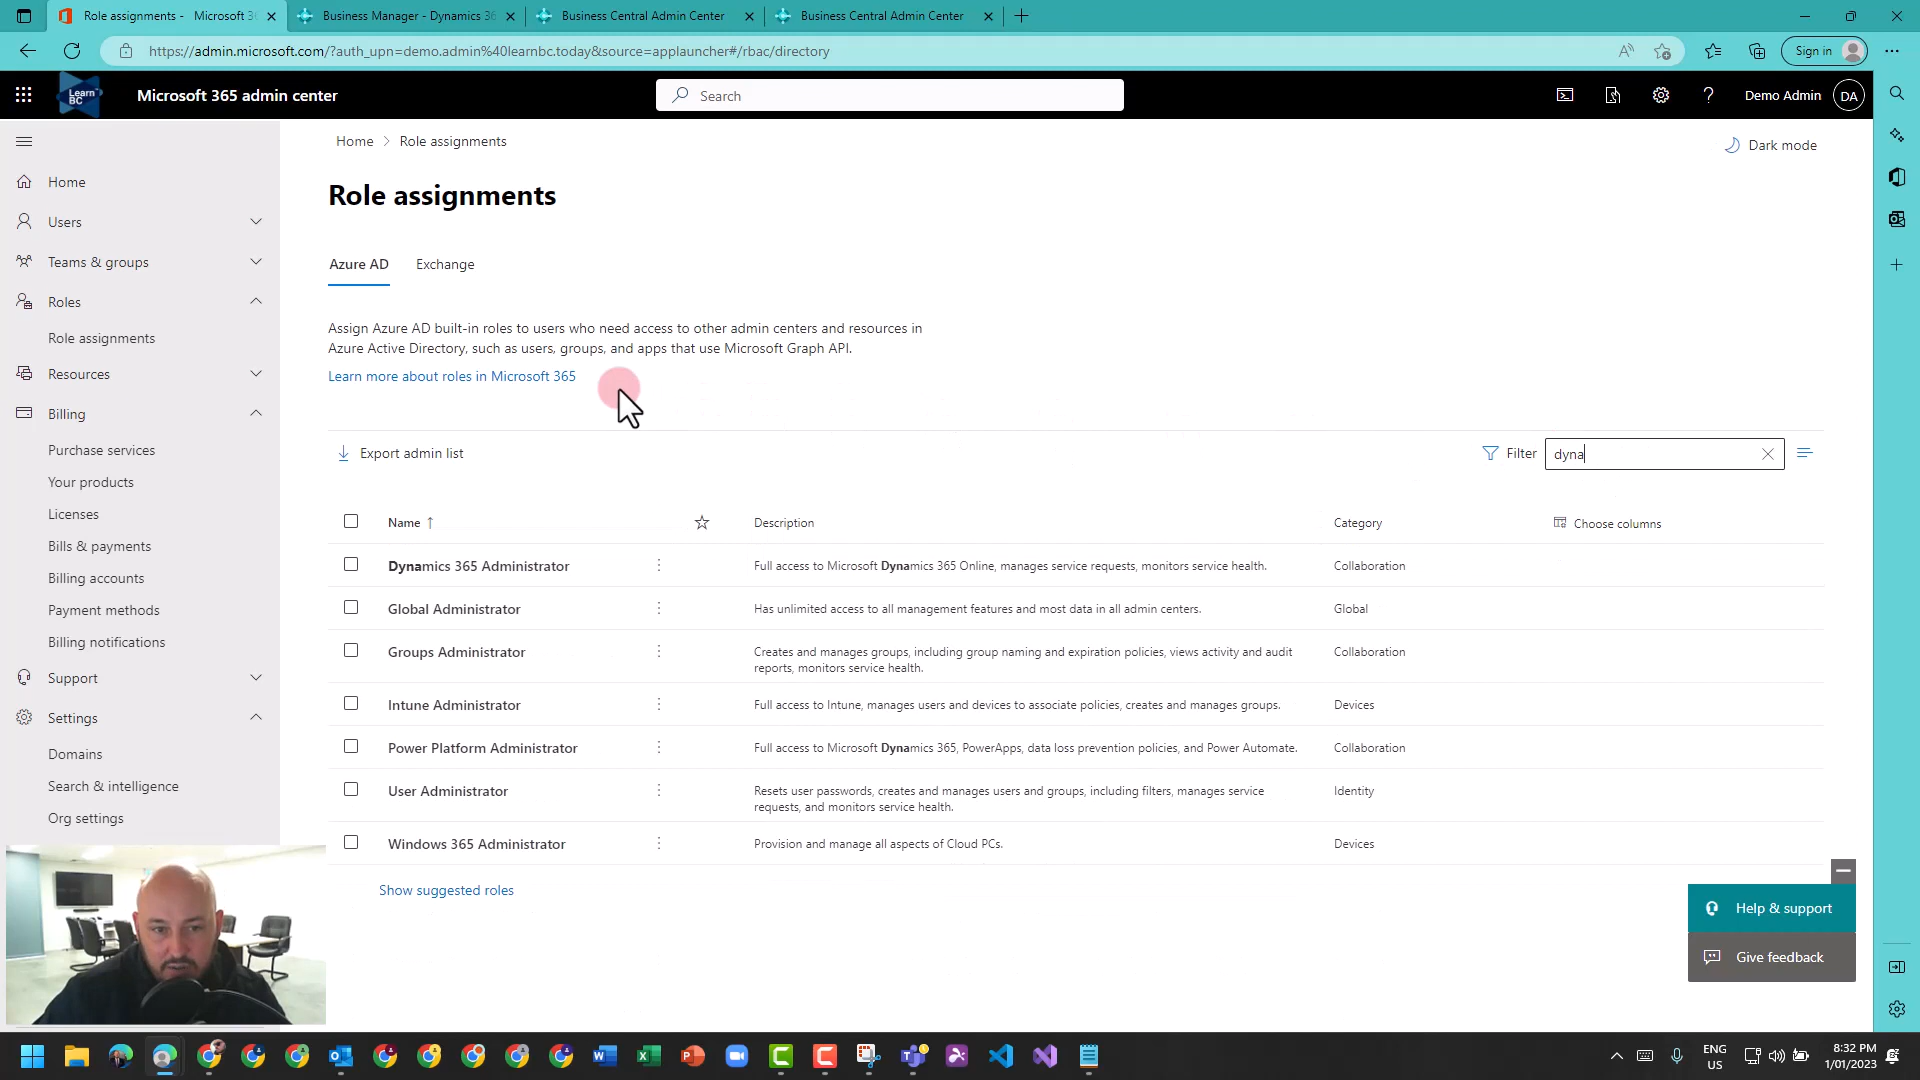 Role assignments - Microsoft 36
Business Manager - Dynamics 36
Business Central Admin Center
Business Central Admin Center
https://admin.microsoft.com/?auth_upn=demo.admin%40learnbc.today&source=applauncher#/rbac/directory
Sign in
Learn BC
Microsoft 365 admin center
Search
Demo Admin
DA
Home
Users
Teams & groups
Roles
Role assignments
Resources
Billing
Purchase services
Your products
Licenses
Bills & payments
Billing accounts
Payment methods
Billing notifications
Support
Settings
Domains
Search & intelligence
Org settings
Home > Role assignments
Dark mode
Role assignments
Azure AD
Exchange
Assign Azure AD built-in roles to users who need access to other admin centers and resources in
Azure Active Directory, such as users, groups, and apps that use Microsoft Graph API.
Learn more about roles in Microsoft 365
Export admin list
Filter
dyna
Name ↑
Description
Category
Choose columns
Dynamics 365 Administrator
Full access to Microsoft Dynamics 365 Online, manages service requests, monitors service health.
Collaboration
Global Administrator
Has unlimited access to all management features and most data in all admin centers.
Global
Groups Administrator
Creates and manages groups, including group naming and expiration policies, views activity and audit
reports, monitors service health.
Collaboration
Intune Administrator
Full access to Intune, manages users and devices to associate policies, creates and manages groups.
Devices
Power Platform Administrator
Full access to Microsoft Dynamics 365, PowerApps, data loss prevention policies, and Power Automate.
Collaboration
User Administrator
Resets user passwords, creates and manages users and groups, including filters, manages service
requests, and monitors service health.
Identity
Windows 365 Administrator
Provision and manage all aspects of Cloud PCs.
Devices
Show suggested roles
Help & support
Give feedback
ENG
US
8:32 PM
1/01/2023